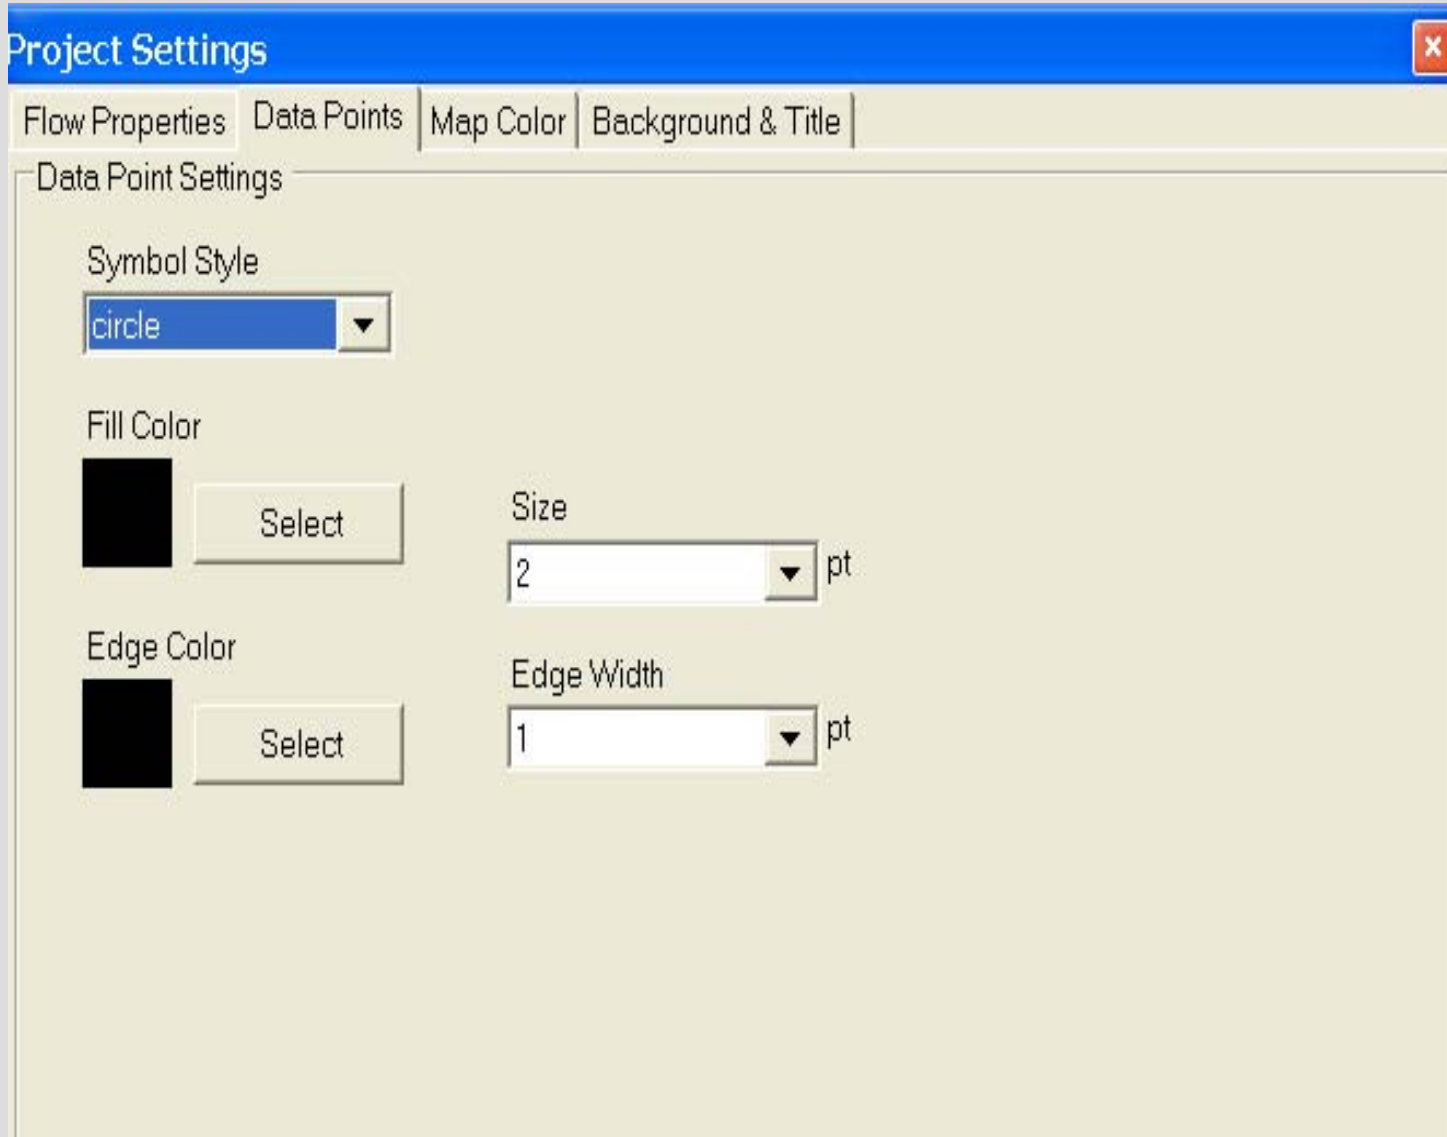 Project Settings
Flow Properties Data Points Map Color Background & Title
Data Point Settings
Symbol Style
circle
Fill Color
Select
Size
2 pt
Edge Color
Select
Edge Width
1 pt